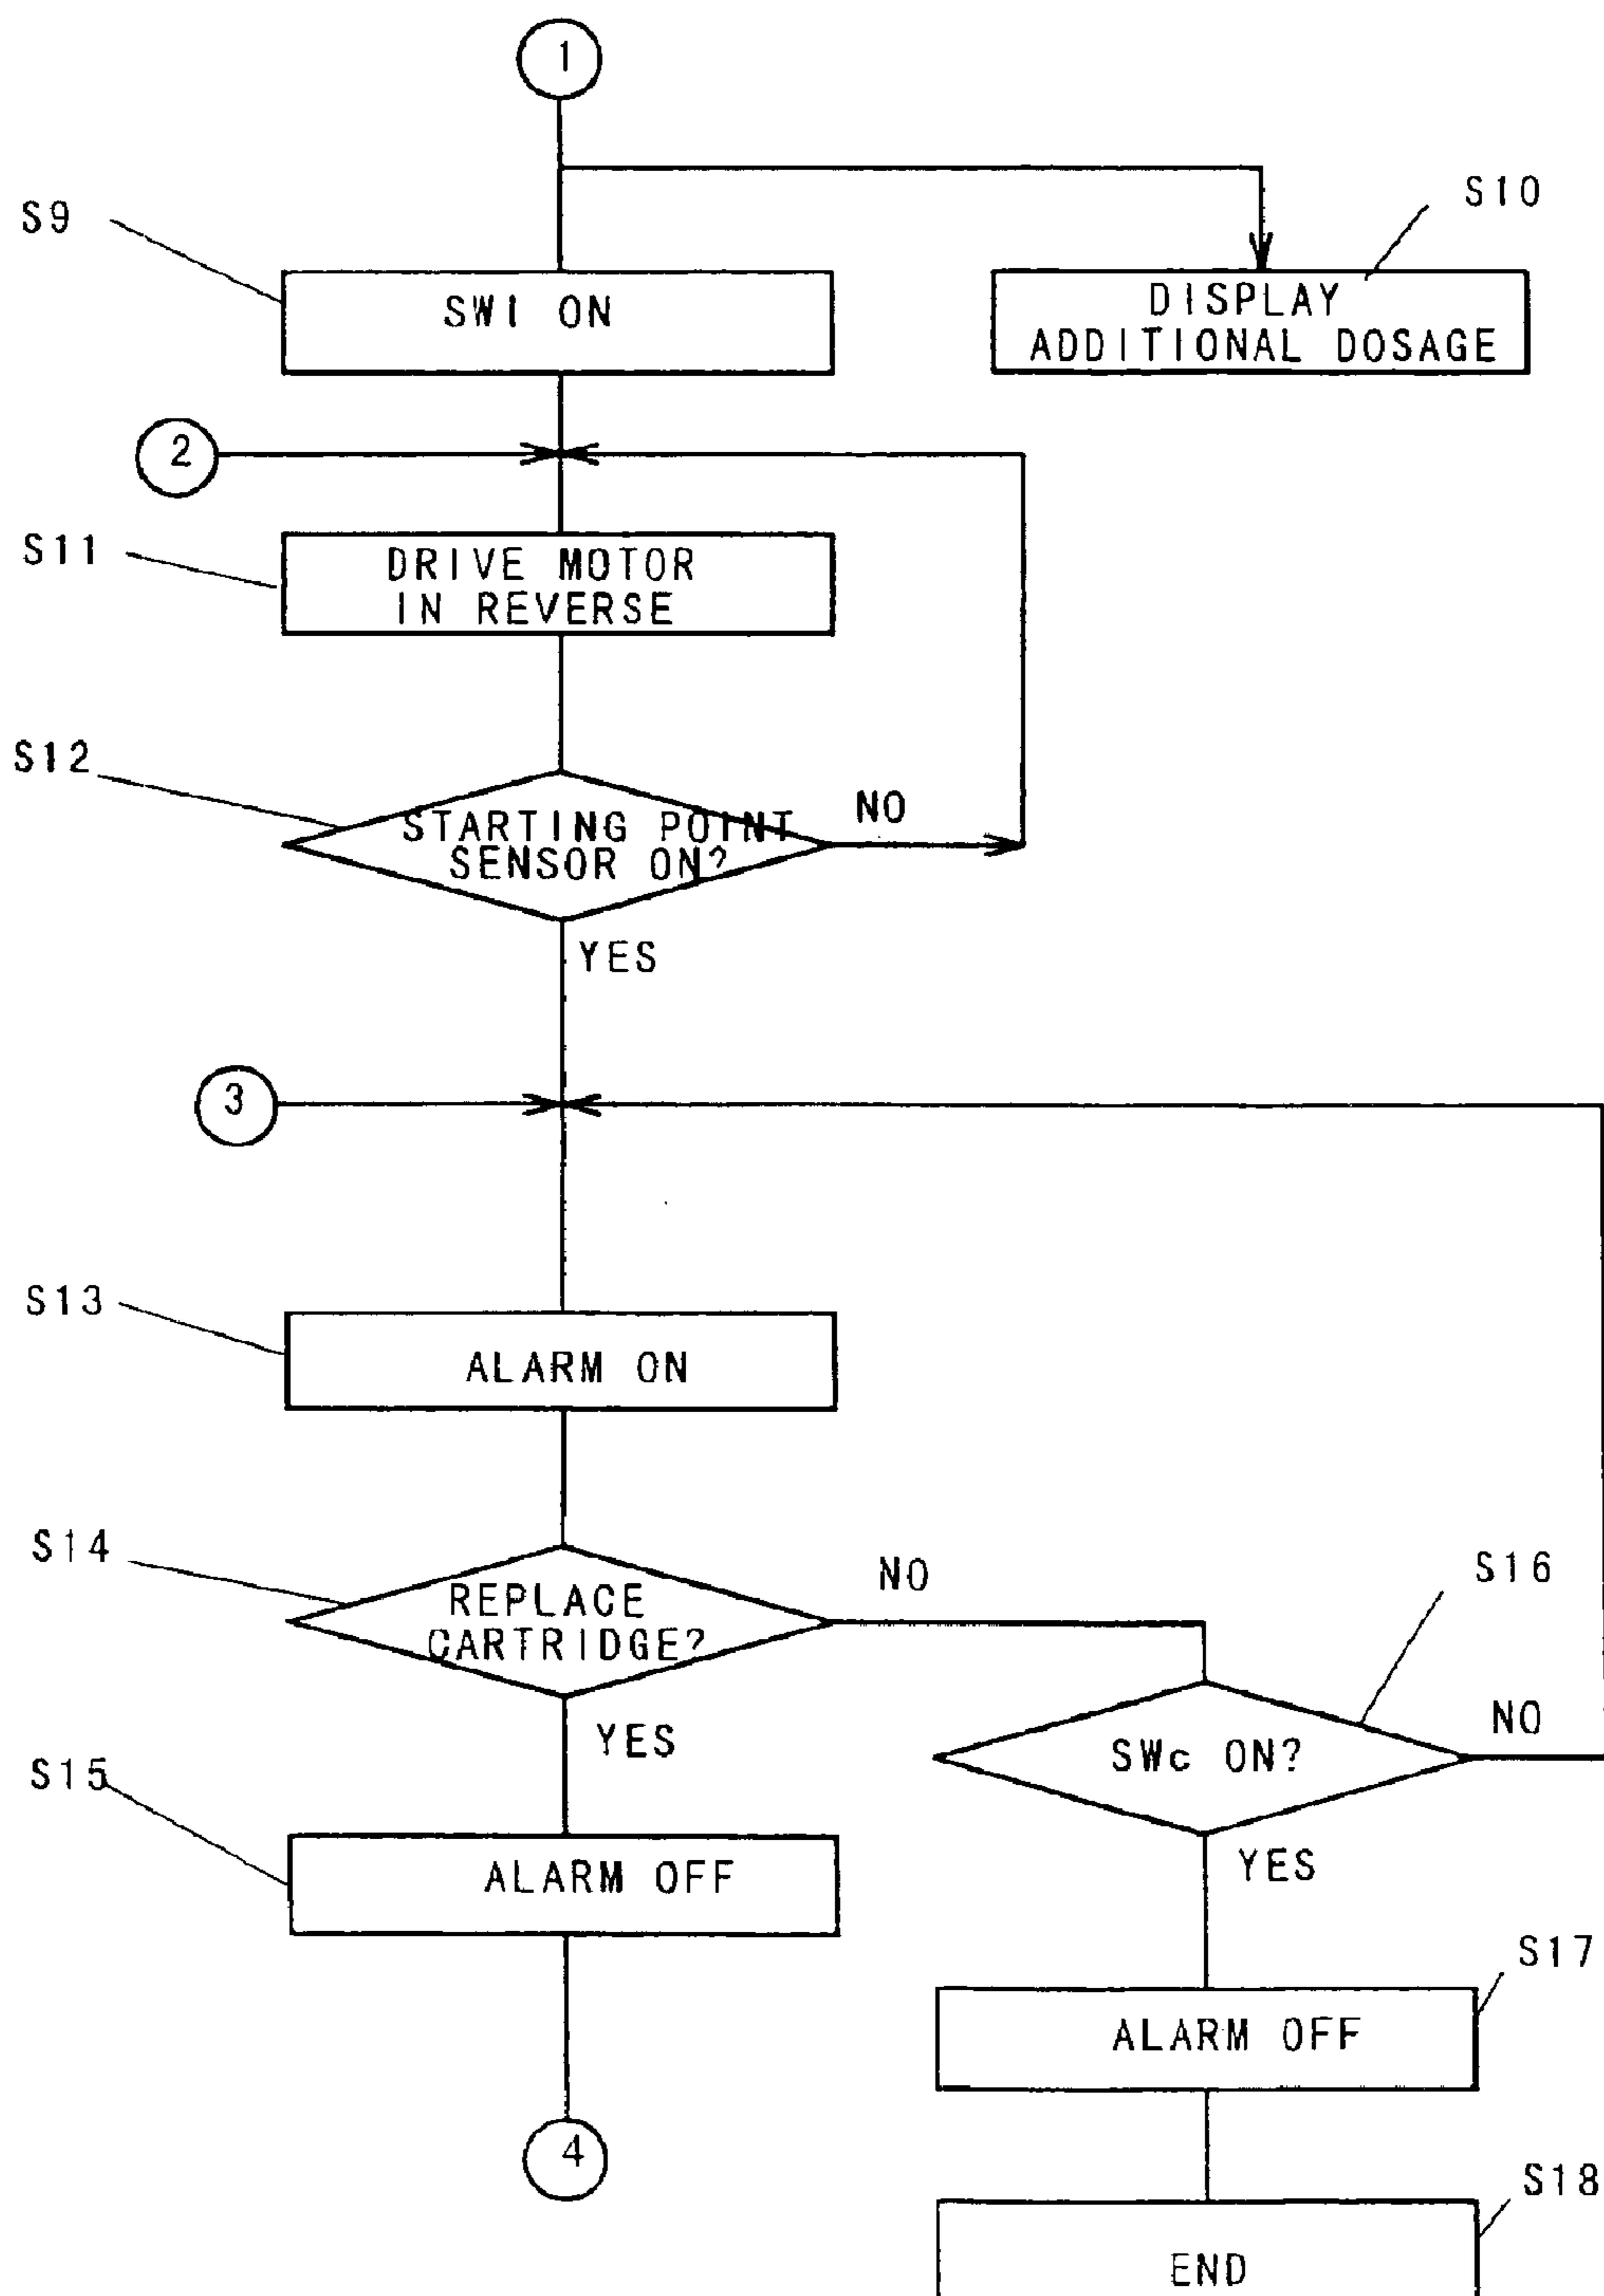 1
S9
S10
SW1 ON
DISPLAY
ADDITIONAL DOSAGE
2
S11
DRIVE MOTOR
IN REVERSE
S12
STARTING POINT
SENSOR ON?
NO
YES
3
S13
ALARM ON
S14
REPLACE
CARTRIDGE?
NO
S16
YES
SWc ON?
NO
S15
ALARM OFF
YES
S17
ALARM OFF
4
S18
END